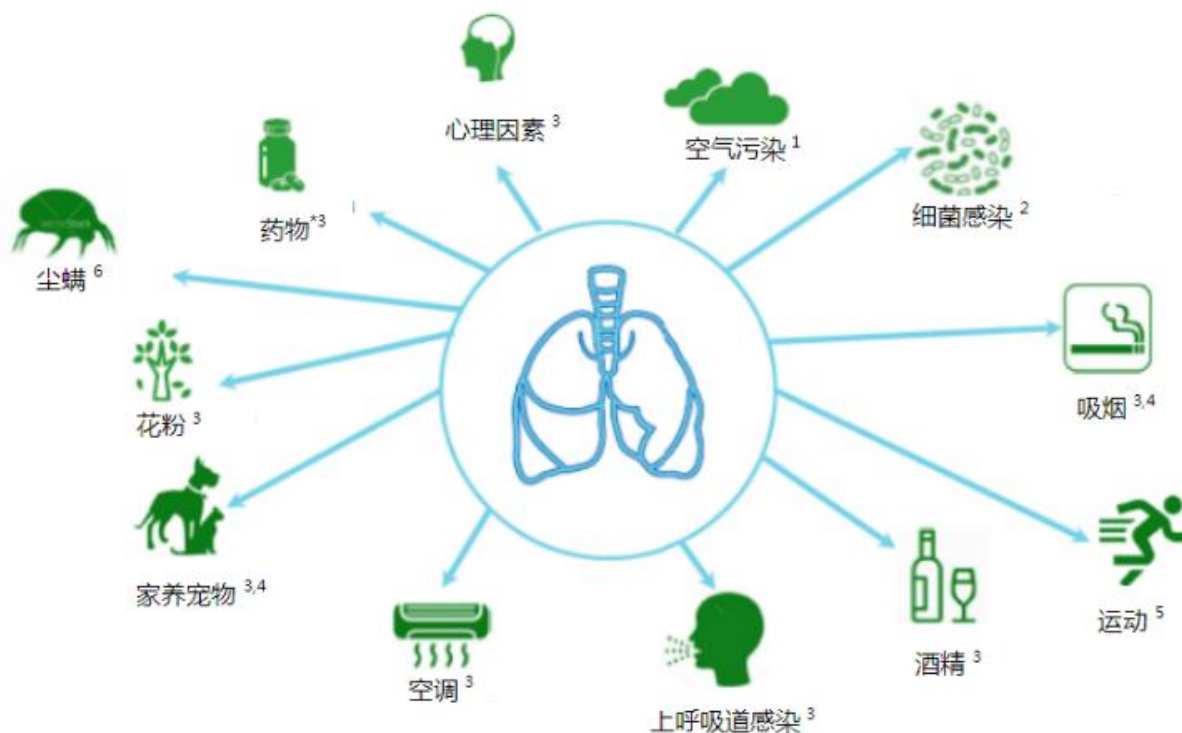 心理因素 3
空气污染 1
药物*3
细菌感染 2
尘螨 6
花粉 3
吸烟 3,4
家养宠物 3,4
运动 5
空调 3
酒精 3
上呼吸道感染 3